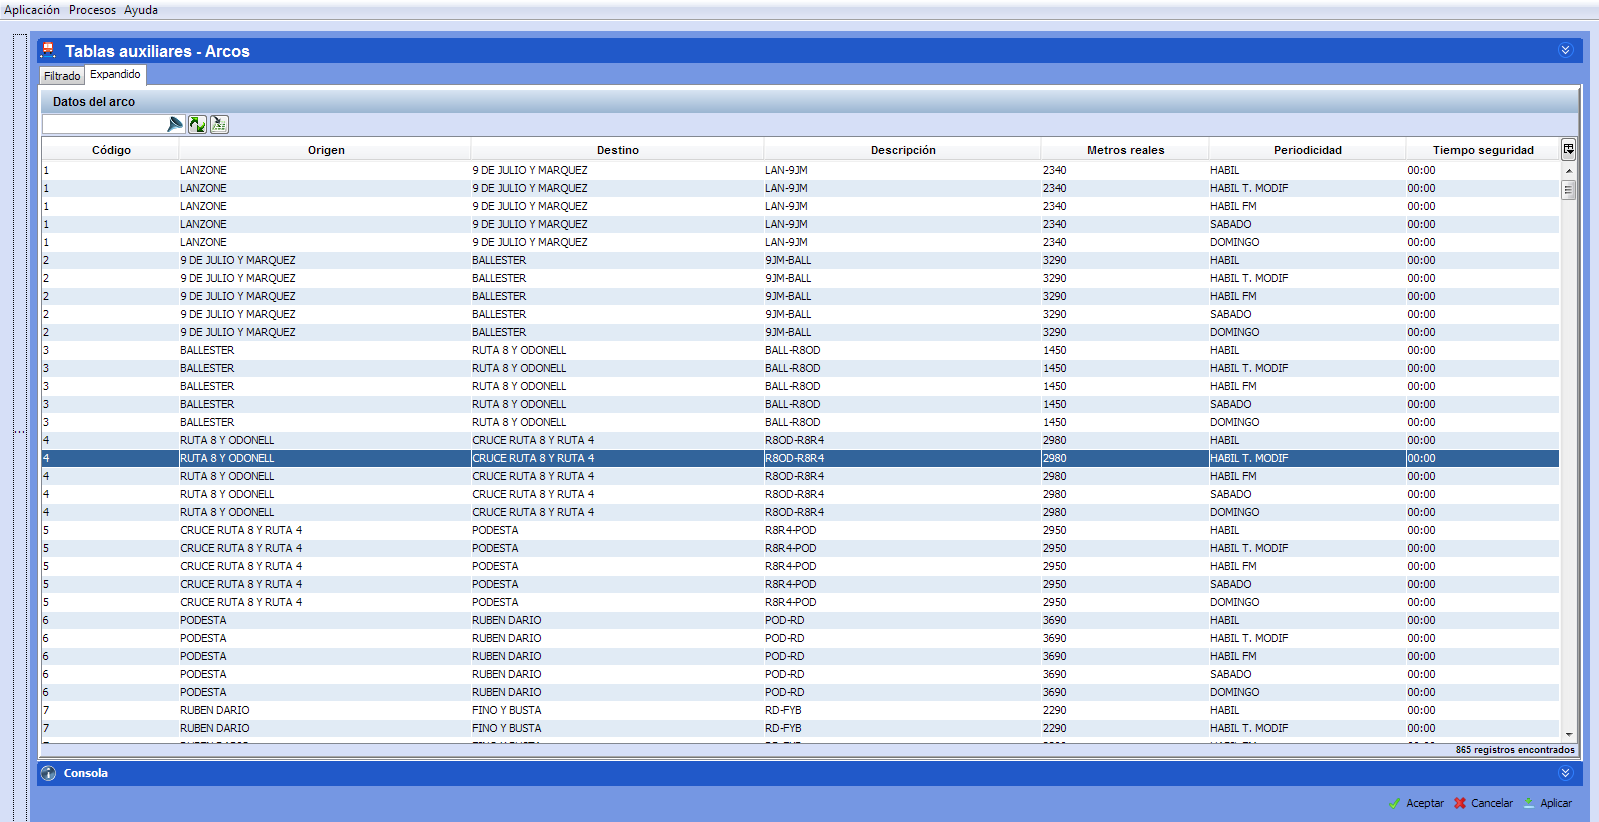 Aplicación Procesos Ayuda
Tablas auxiliares - Arcos
Filtrado Expandido
Datos del arco
Código Origen Destino Descripción Metros reales Periodicidad Tiempo seguridad
1 LANZONE 9 DE JULIO Y MARQUEZ LAN-9JM 2340 HABIL 00:00
1 LANZONE 9 DE JULIO Y MARQUEZ LAN-9JM 2340 HABIL T. MODIF 00:00
1 LANZONE 9 DE JULIO Y MARQUEZ LAN-9JM 2340 HABIL FM 00:00
1 LANZONE 9 DE JULIO Y MARQUEZ LAN-9JM 2340 SABADO 00:00
1 LANZONE 9 DE JULIO Y MARQUEZ LAN-9JM 2340 DOMINGO 00:00
2 9 DE JULIO Y MARQUEZ BALLESTER 9JM-BALL 3290 HABIL 00:00
2 9 DE JULIO Y MARQUEZ BALLESTER 9JM-BALL 3290 HABIL T. MODIF 00:00
2 9 DE JULIO Y MARQUEZ BALLESTER 9JM-BALL 3290 HABIL FM 00:00
2 9 DE JULIO Y MARQUEZ BALLESTER 9JM-BALL 3290 SABADO 00:00
2 9 DE JULIO Y MARQUEZ BALLESTER 9JM-BALL 3290 DOMINGO 00:00
3 BALLESTER RUTA 8 Y ODONELL BALL-R8OD 1450 HABIL 00:00
3 BALLESTER RUTA 8 Y ODONELL BALL-R8OD 1450 HABIL T. MODIF 00:00
3 BALLESTER RUTA 8 Y ODONELL BALL-R8OD 1450 HABIL FM 00:00
3 BALLESTER RUTA 8 Y ODONELL BALL-R8OD 1450 SABADO 00:00
3 BALLESTER RUTA 8 Y ODONELL BALL-R8OD 1450 DOMINGO 00:00
4 RUTA 8 Y ODONELL CRUCE RUTA 8 Y RUTA 4 R8OD-R8R4 2980 HABIL 00:00
4 RUTA 8 Y ODONELL CRUCE RUTA 8 Y RUTA 4 R8OD-R8R4 2980 HABIL T. MODIF 00:00
4 RUTA 8 Y ODONELL CRUCE RUTA 8 Y RUTA 4 R8OD-R8R4 2980 HABIL FM 00:00
4 RUTA 8 Y ODONELL CRUCE RUTA 8 Y RUTA 4 R8OD-R8R4 2980 SABADO 00:00
4 RUTA 8 Y ODONELL CRUCE RUTA 8 Y RUTA 4 R8OD-R8R4 2980 DOMINGO 00:00
5 CRUCE RUTA 8 Y RUTA 4 PODESTA R8R4-POD 2950 HABIL 00:00
5 CRUCE RUTA 8 Y RUTA 4 PODESTA R8R4-POD 2950 HABIL T. MODIF 00:00
5 CRUCE RUTA 8 Y RUTA 4 PODESTA R8R4-POD 2950 HABIL FM 00:00
5 CRUCE RUTA 8 Y RUTA 4 PODESTA R8R4-POD 2950 SABADO 00:00
5 CRUCE RUTA 8 Y RUTA 4 PODESTA R8R4-POD 2950 DOMINGO 00:00
6 PODESTA RUBEN DARIO POD-RD 3690 HABIL 00:00
6 PODESTA RUBEN DARIO POD-RD 3690 HABIL T. MODIF 00:00
6 PODESTA RUBEN DARIO POD-RD 3690 HABIL FM 00:00
6 PODESTA RUBEN DARIO POD-RD 3690 SABADO 00:00
6 PODESTA RUBEN DARIO POD-RD 3690 DOMINGO 00:00
7 RUBEN DARIO FINO Y BUSTA RD-FYB 2290 HABIL 00:00
7 RUBEN DARIO FINO Y BUSTA RD-FYB 2290 HABIL T. MODIF 00:00
865 registros encontrados
Consola
Aceptar Cancelar Aplicar